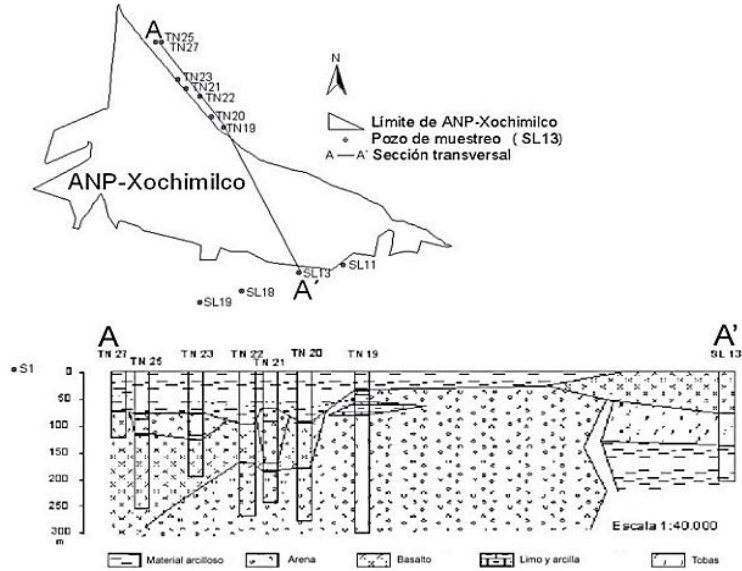 A
TN25
TN27
TN23
TN21
TN22
TN20
TN19
N
Límite de ANP-Xochimilco
Pozo de muestreo ( SL13)
A — A' Sección transversal
ANP-Xochimilco
SL11
SL13
A'
SL18
SL19
S1
A
A'
TN 27
TN 25
TN 23
TN 22
TN 21
TN 20
TN 19
SL 13
0
50
100
150
200
250
300
m
Escala 1:40.000
Material arcilloso
Arena
Basalto
Limo y arcilla
Tobas